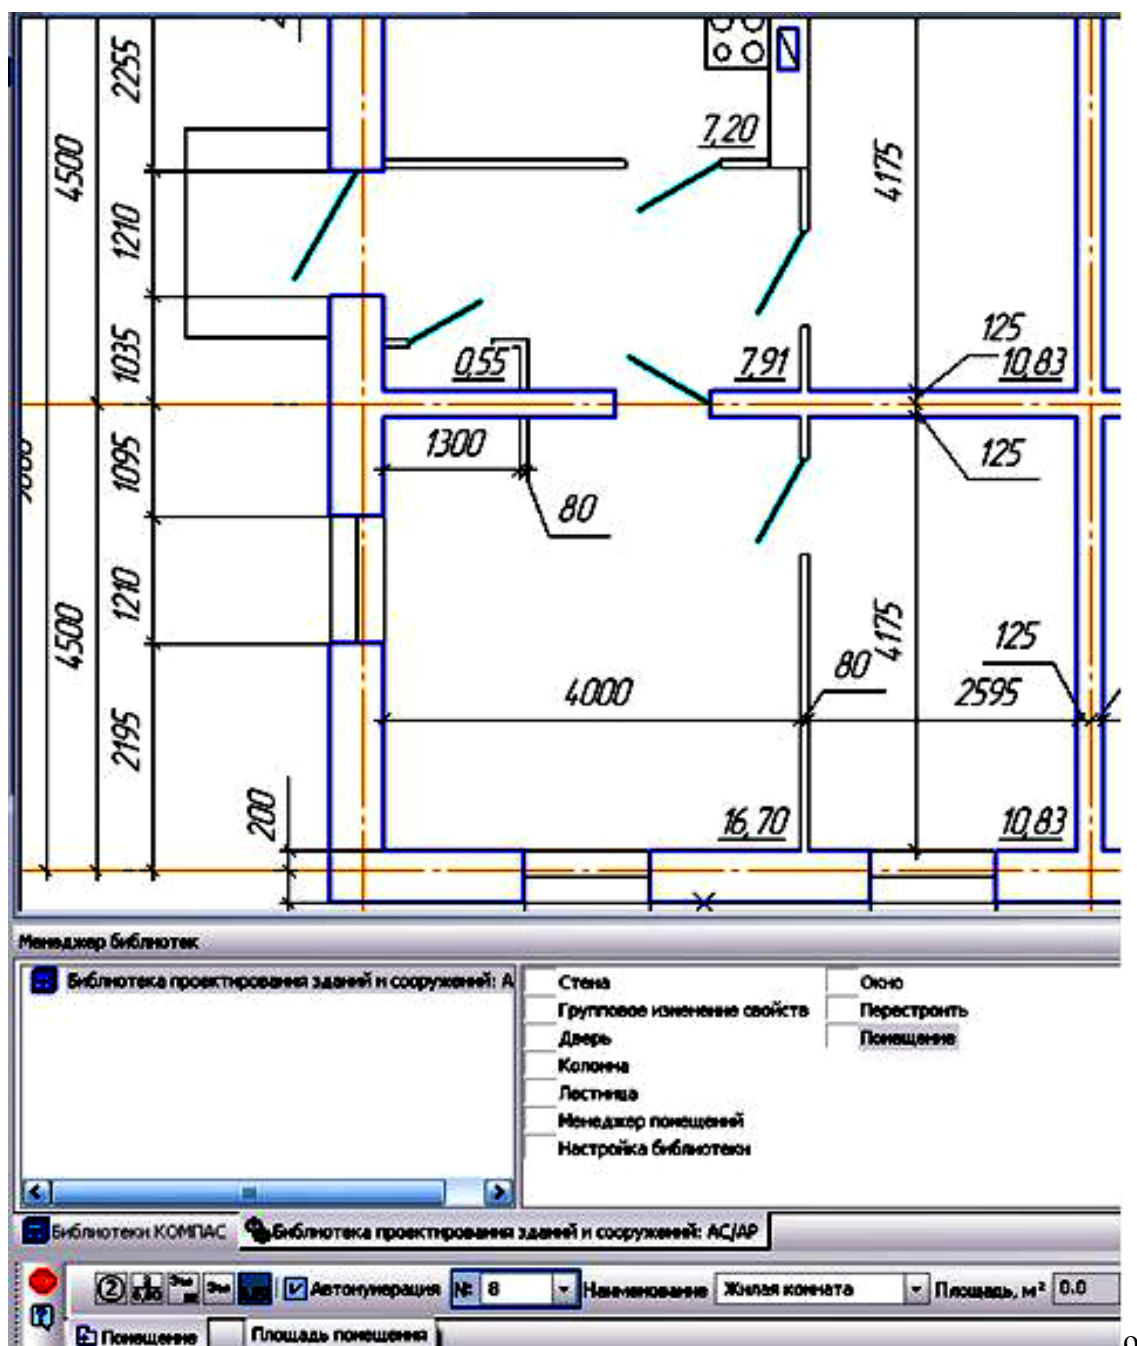 2255
4500
1210
1035
1095
1210
4500
2195
200
7,20
4175
125
10,83
0,55
7,91
1300
80
125
4175
125
80
4000
2595
16,70
10,83
Менеджер библиотек
Библиотека проектирования зданий и сооружений: А
Стена
Групповое изменение свойств
Дверь
Колонна
Лестница
Менеджер помещений
Настройка библиотеки
Окно
Перестроить
Помещение
Библиотеки КОМПАС
Библиотека проектирования зданий и сооружений: АС/АР
Автонумерация № 8 Наименование Жилая комната Площадь, м² 0.0
Помещение Площадь помещения
о